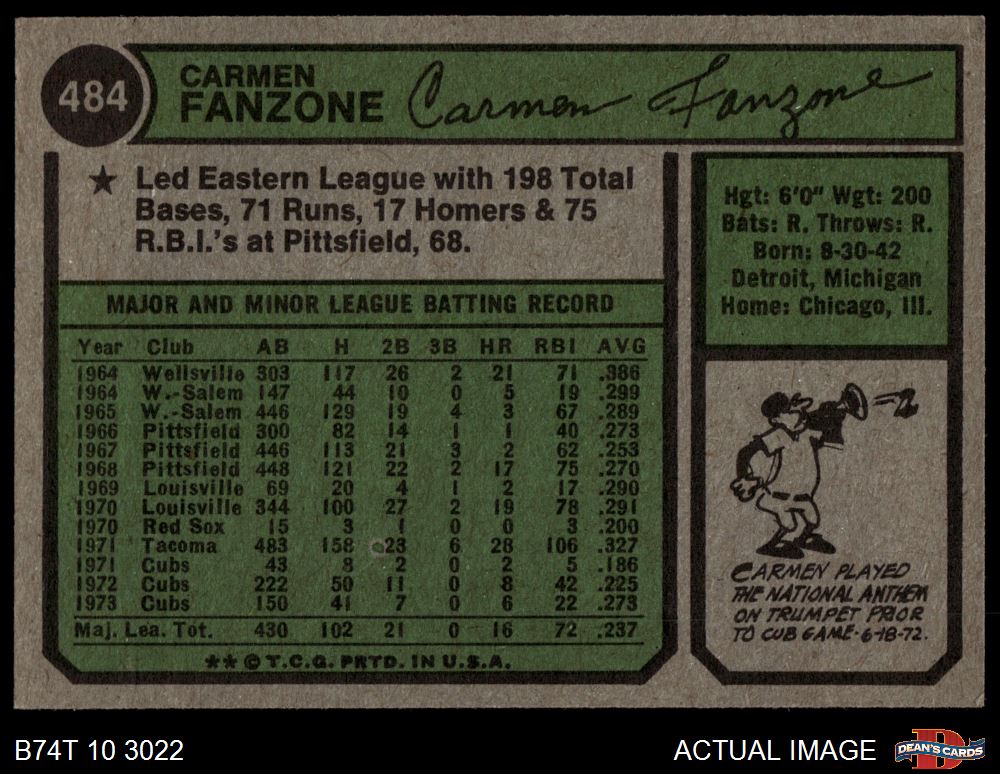 484
CARMEN
FANZONE
Carmen Fanzone
★ Led Eastern League with 198 Total
Bases, 71 Runs, 17 Homers & 75
R.B.I.'s at Pittsfield, 68.
MAJOR AND MINOR LEAGUE BATTING RECORD
Year Club AB H 2B 3B HR RBI AVG
1964 Wellsville 303 117 26 2 21 71 .386
1964 W.-Salem 147 44 10 0 5 19 .299
1965 W.-Salem 446 129 19 4 3 67 .289
1966 Pittsfield 300 82 14 1 1 40 .273
1967 Pittsfield 446 113 21 3 2 62 .253
1968 Pittsfield 448 121 22 2 17 75 .270
1969 Louisville 69 20 4 1 2 17 .290
1970 Louisville 344 100 27 2 19 78 .291
1970 Red Sox 15 3 1 0 0 3 .200
1971 Tacoma 483 158 23 6 28 106 .327
1971 Cubs 43 8 2 0 2 5 .186
1972 Cubs 222 50 11 0 8 42 .225
1973 Cubs 150 41 7 0 6 22 .273
Maj. Lea. Tot. 430 102 21 0 16 72 .237
** © T.C.G. PRTD. IN U.S.A.
Hgt: 6'0" Wgt: 200
Bats: R. Throws: R.
Born: 8-30-42
Detroit, Michigan
Home: Chicago, Ill.
CARMEN PLAYED
THE NATIONAL ANTHEM
ON TRUMPET PRIOR
TO CUB GAME-6-18-72.
B74T 10 3022
ACTUAL IMAGE
D
DEAN'S CARDS